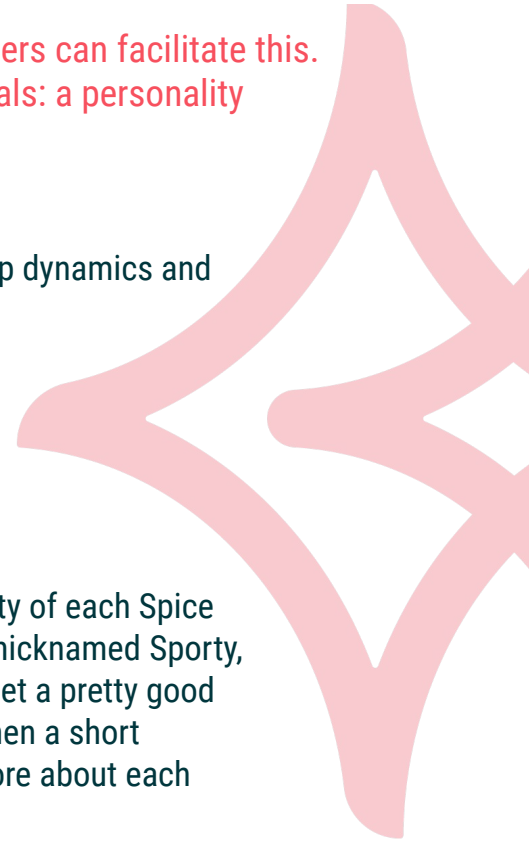 ers can facilitate this.
als: a personality
p dynamics and
ty of each Spice
nicknamed Sporty,
et a pretty good
en a short
ore about each